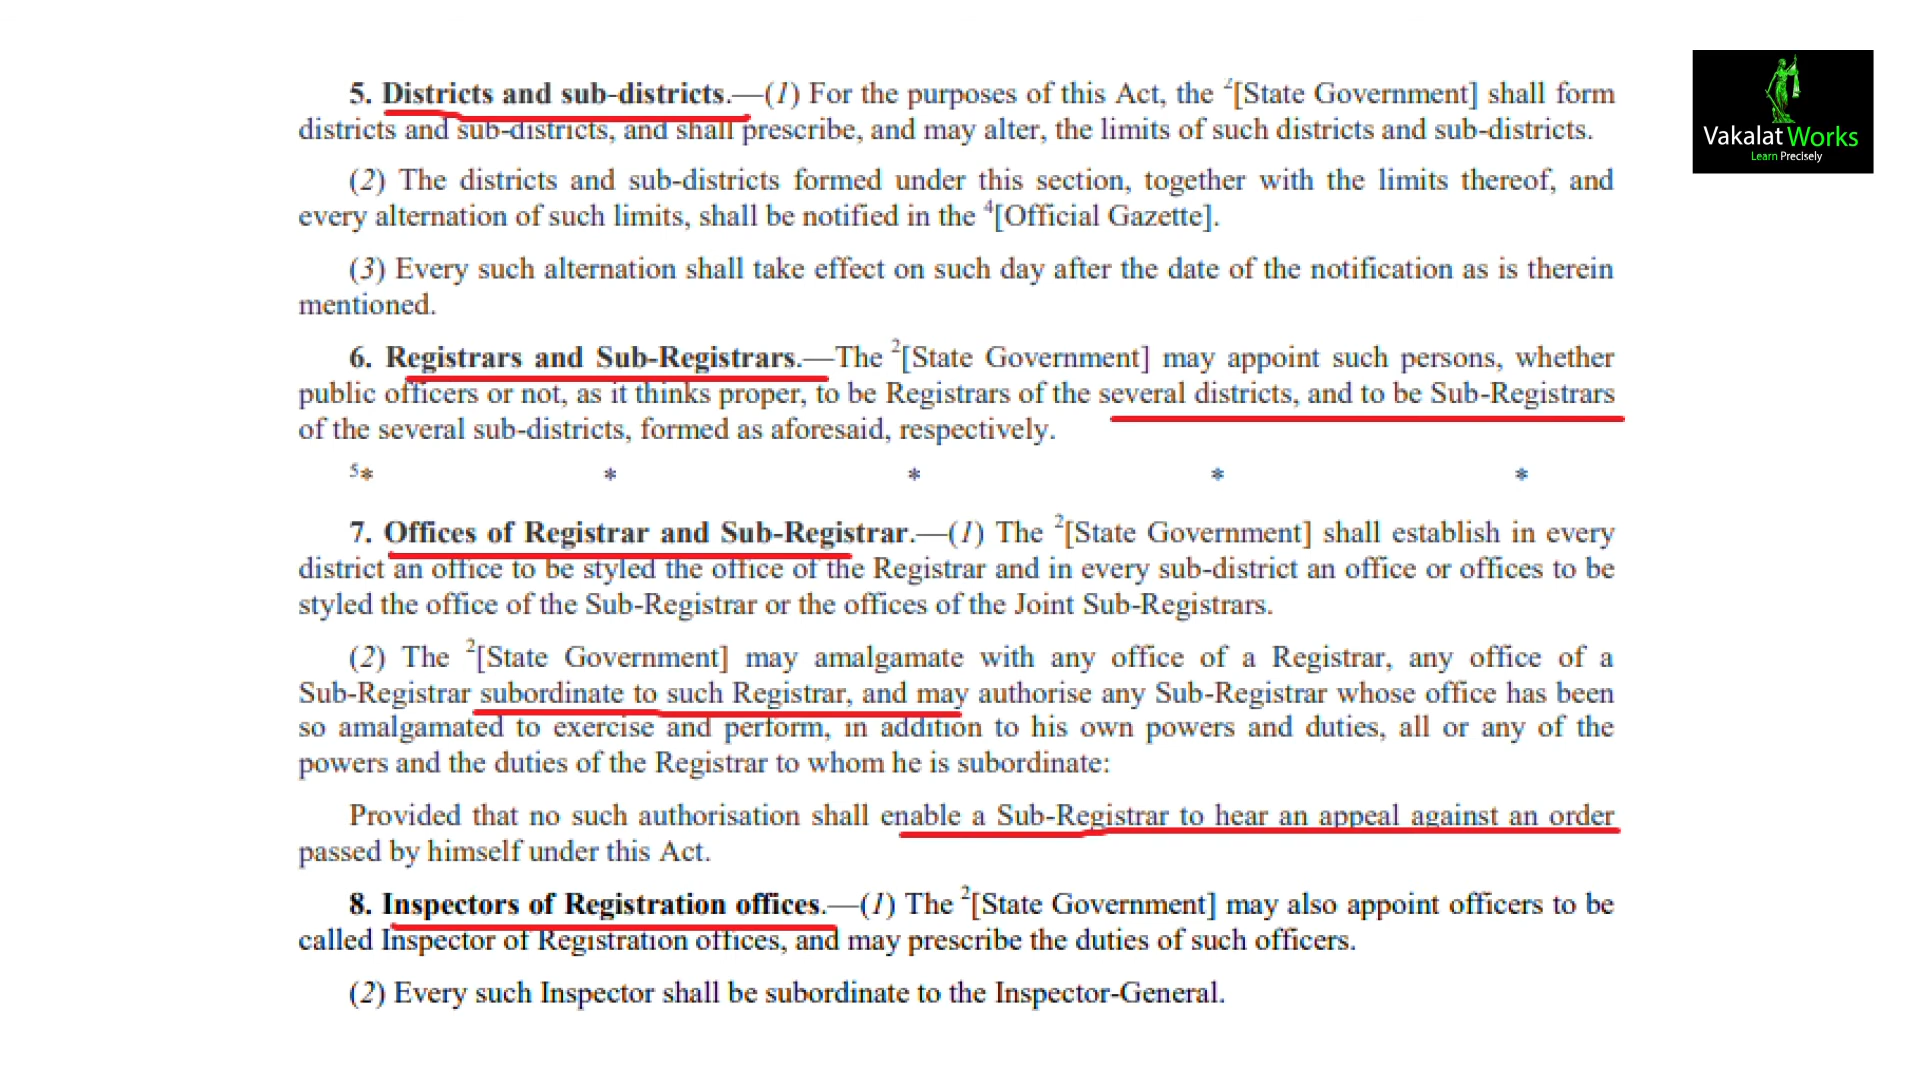 5. Districts and sub-districts.—(1) For the purposes of this Act, the 2[State Government] shall form
districts and sub-districts, and shall prescribe, and may alter, the limits of such districts and sub-districts.
(2) The districts and sub-districts formed under this section, together with the limits thereof, and
every alternation of such limits, shall be notified in the 4[Official Gazette].
(3) Every such alternation shall take effect on such day after the date of the notification as is therein
mentioned.
6. Registrars and Sub-Registrars.—The 2[State Government] may appoint such persons, whether
public officers or not, as it thinks proper, to be Registrars of the several districts, and to be Sub-Registrars
of the several sub-districts, formed as aforesaid, respectively.
5* * * * *
7. Offices of Registrar and Sub-Registrar.—(1) The 2[State Government] shall establish in every
district an office to be styled the office of the Registrar and in every sub-district an office or offices to be
styled the office of the Sub-Registrar or the offices of the Joint Sub-Registrars.
(2) The 2[State Government] may amalgamate with any office of a Registrar, any office of a
Sub-Registrar subordinate to such Registrar, and may authorise any Sub-Registrar whose office has been
so amalgamated to exercise and perform, in addition to his own powers and duties, all or any of the
powers and the duties of the Registrar to whom he is subordinate:
Provided that no such authorisation shall enable a Sub-Registrar to hear an appeal against an order
passed by himself under this Act.
8. Inspectors of Registration offices.—(1) The 2[State Government] may also appoint officers to be
called Inspector of Registration offices, and may prescribe the duties of such officers.
(2) Every such Inspector shall be subordinate to the Inspector-General.
Vakalat Works
Learn Precisely